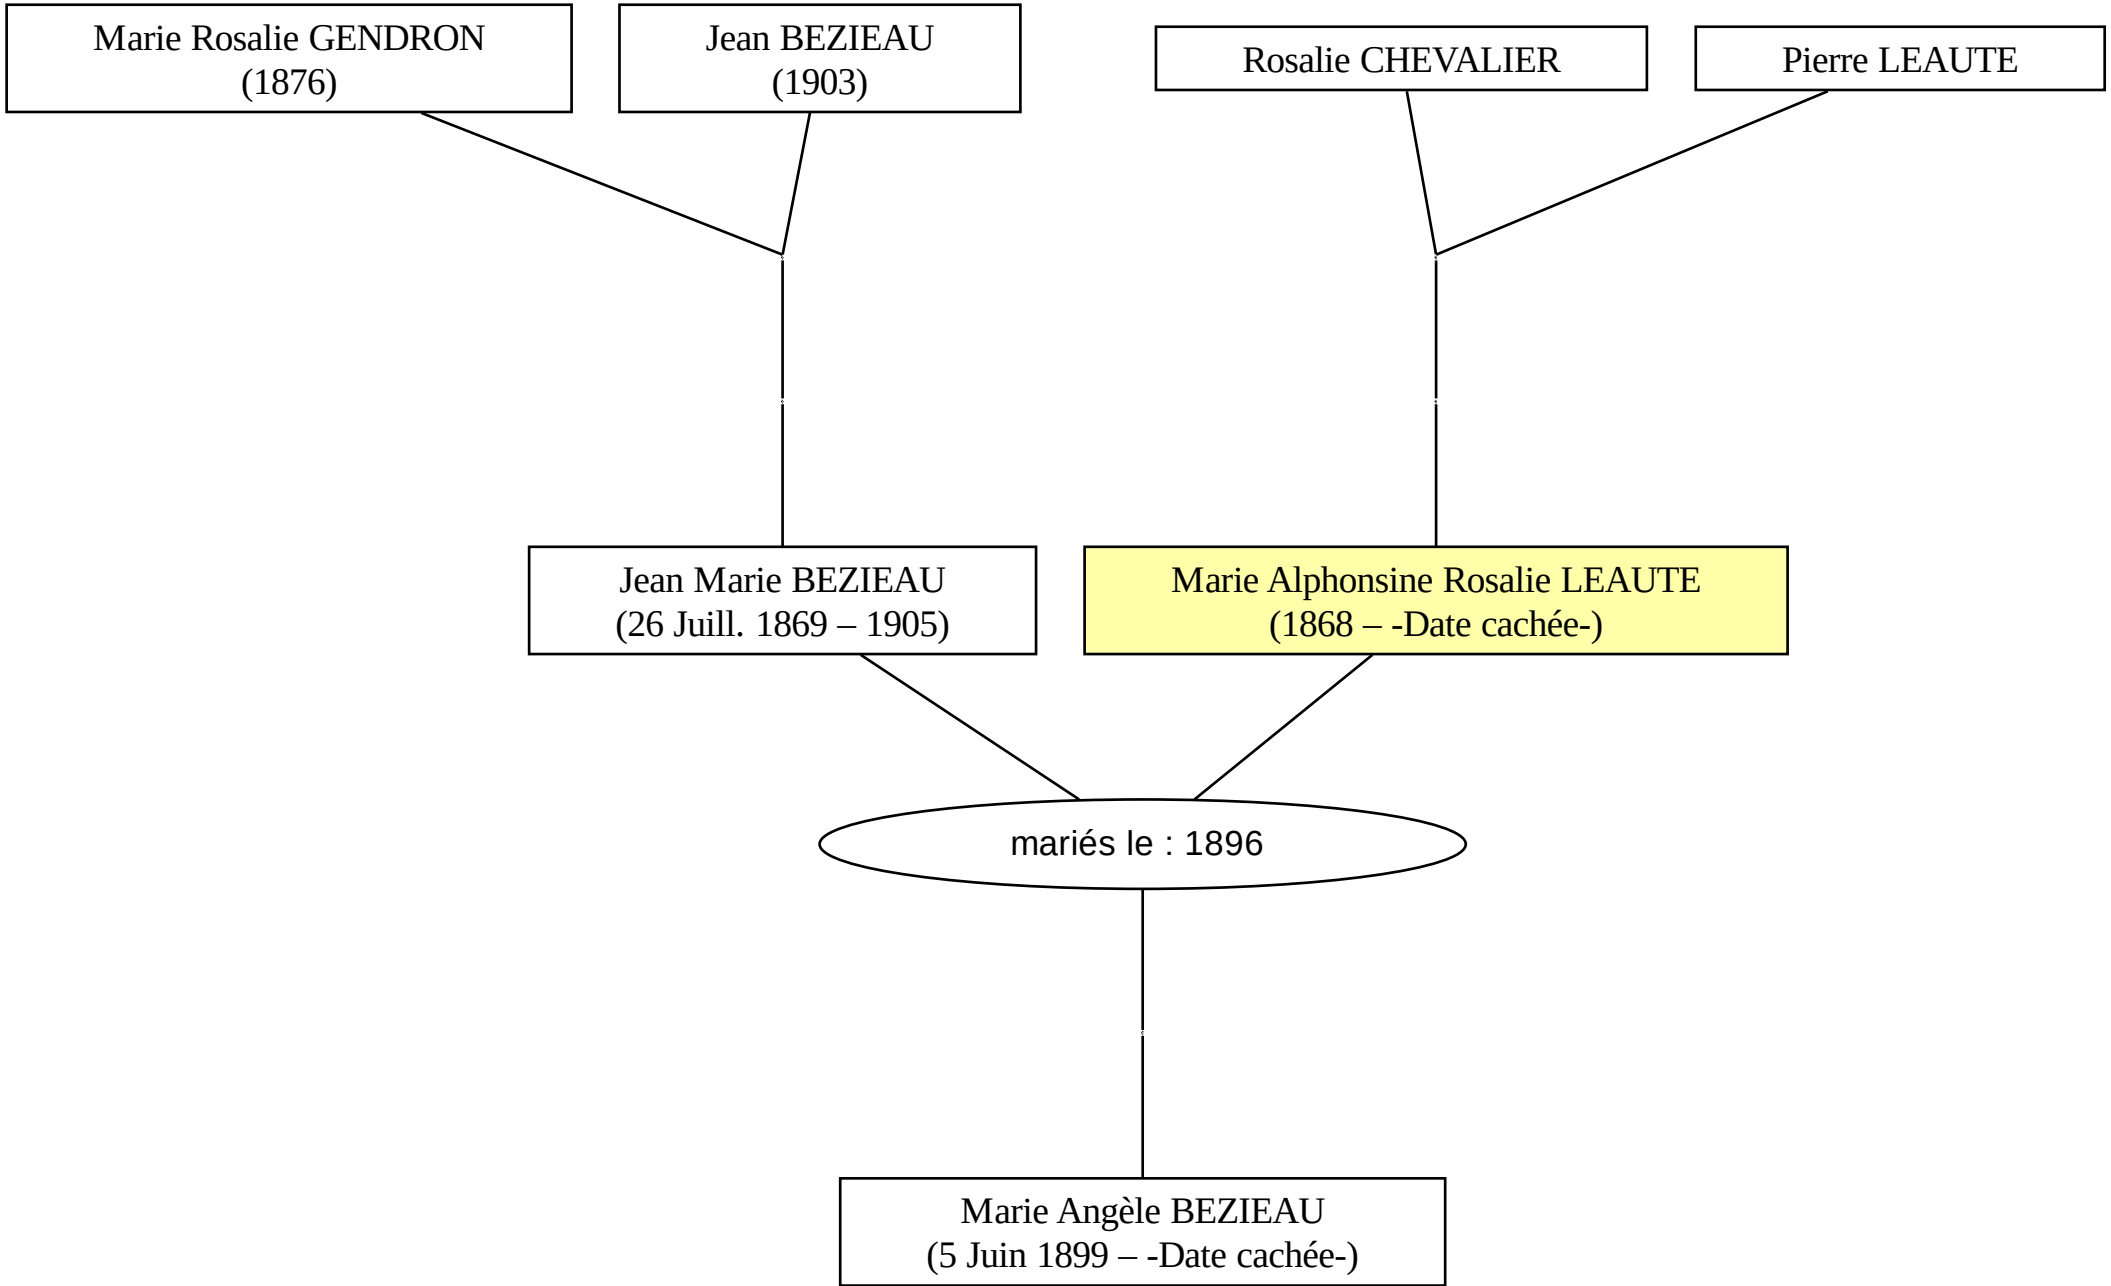 Marie Rosalie GENDRON
(1876)
Jean BEZIEAU
(1903)
Rosalie CHEVALIER
Pierre LEAUTE
Jean Marie BEZIEAU
(26 Juill. 1869 – 1905)
Marie Alphonsine Rosalie LEAUTE
(1868 – -Date cachée-)
mariés le : 1896
Marie Angèle BEZIEAU
(5 Juin 1899 – -Date cachée-)